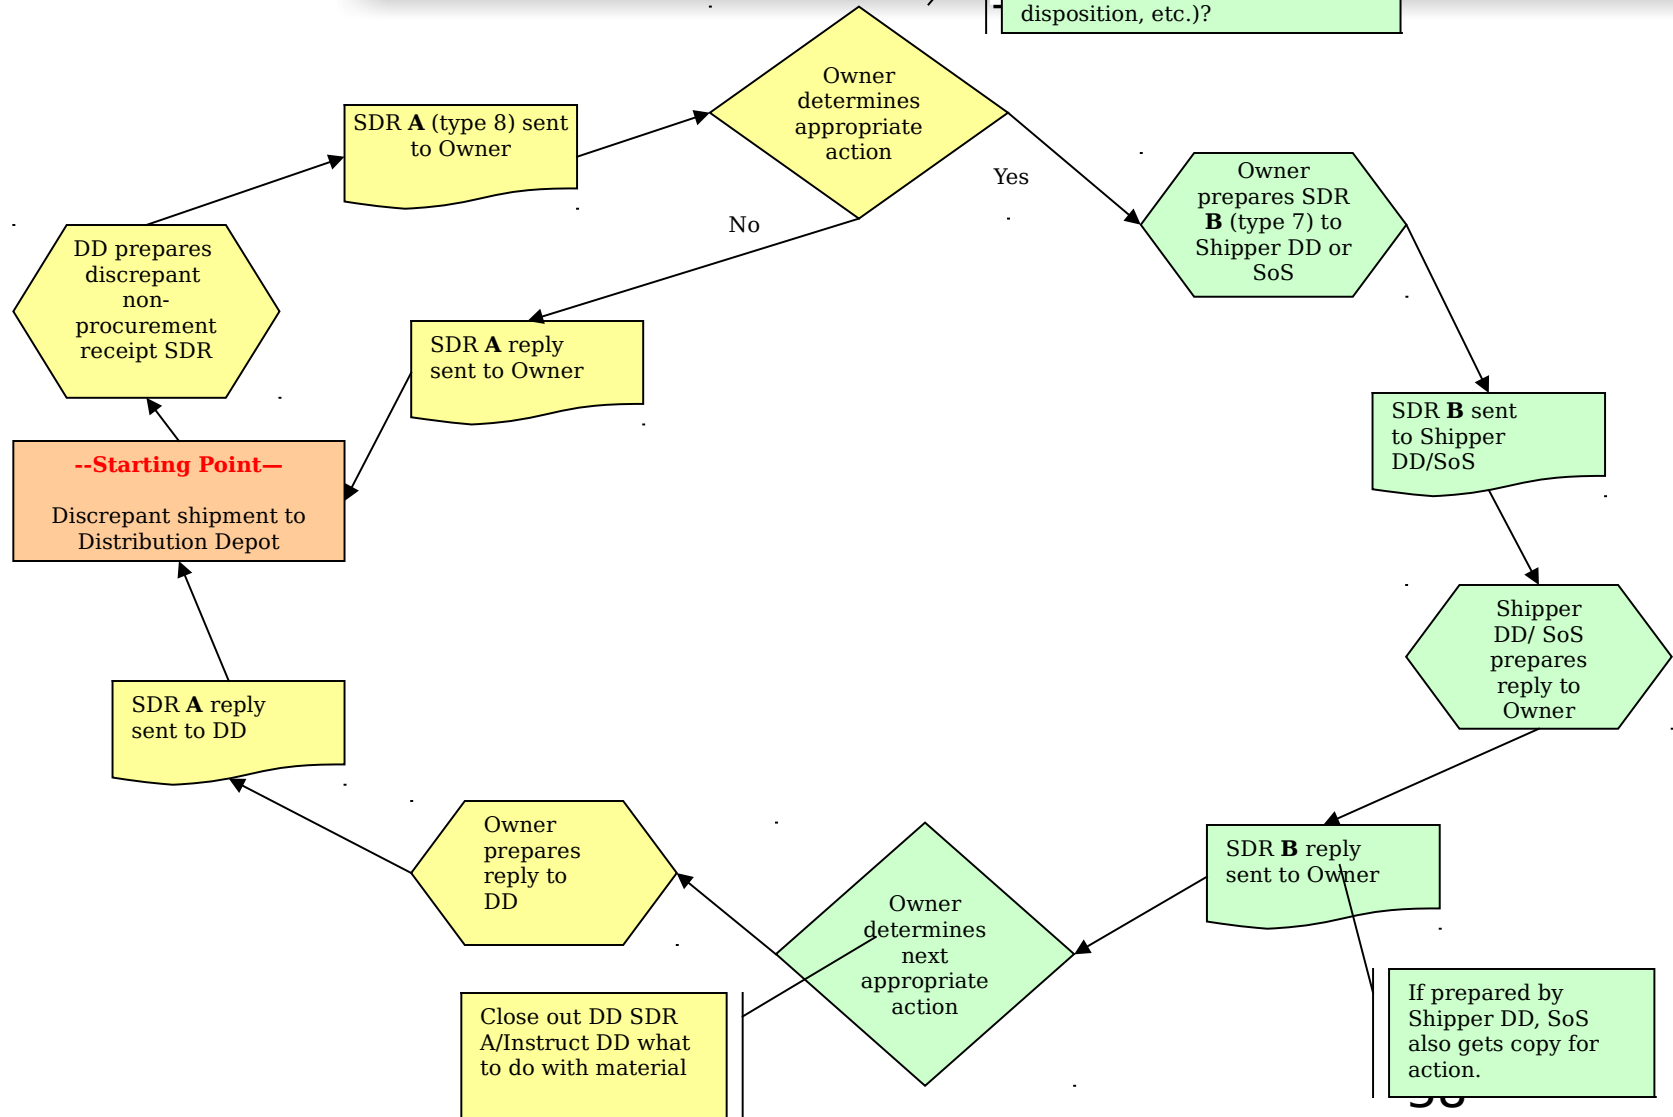 disposition, etc.)?
Owner
determines
appropriate
action
SDR A (type 8) sent
to Owner
Yes
Owner
prepares SDR
B (type 7) to
Shipper DD or
SoS
No
DD prepares
discrepant
non-
procurement
receipt SDR
SDR A reply
sent to Owner
SDR B sent
to Shipper
DD/SoS
--Starting Point—
Discrepant shipment to
Distribution Depot
Shipper
DD/ SoS
prepares
reply to
Owner
SDR A reply
sent to DD
Owner
prepares
reply to
DD
SDR B reply
sent to Owner
Owner
determines
next
appropriate
action
Close out DD SDR
A/Instruct DD what
to do with material
If prepared by
Shipper DD, SoS
also gets copy for
action.